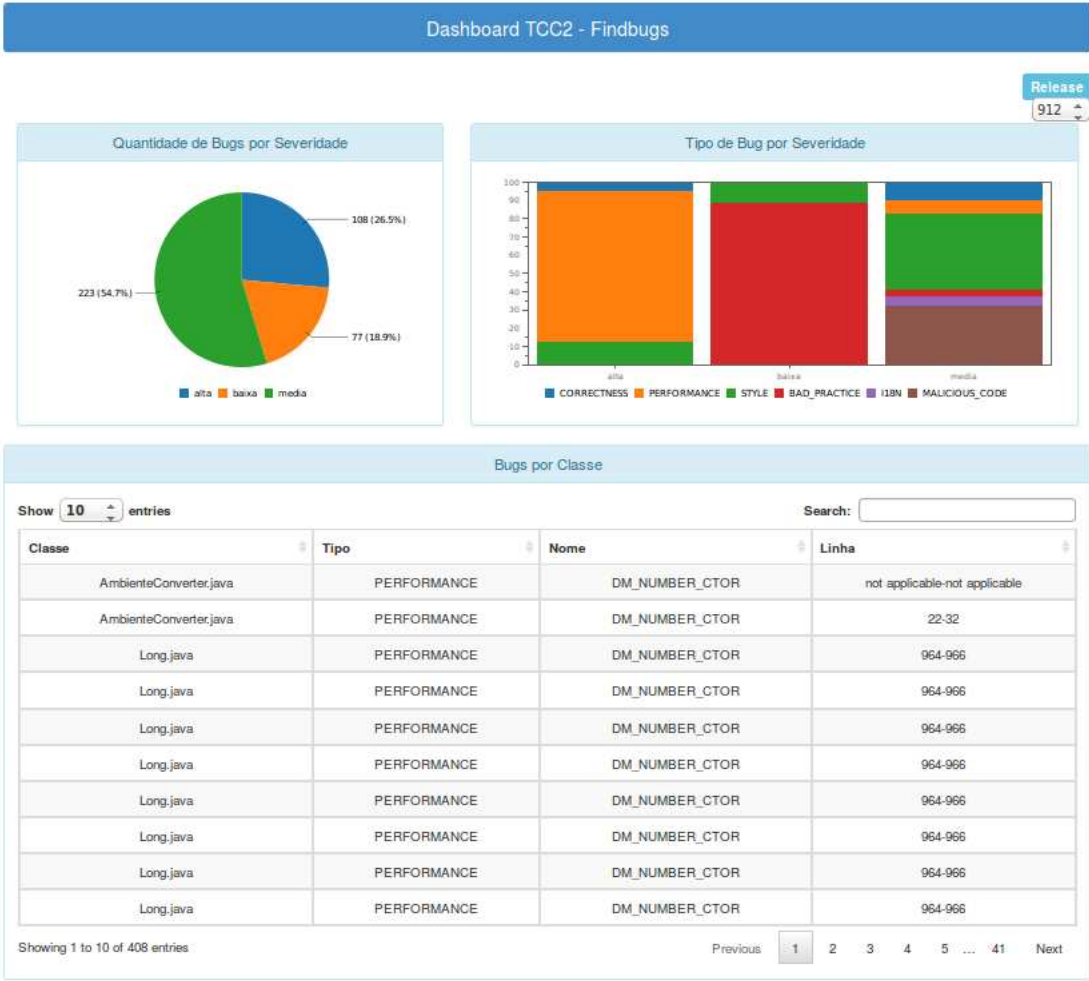 Dashboard TCC2 - Findbugs
Release
912
Quantidade de Bugs por Severidade
108 (26.5%)
223 (54.7%)
77 (18.9%)
alta baixa media
Tipo de Bug por Severidade
100
90
80
70
60
50
40
30
20
10
0
alta baixa media
CORRECTNESS PERFORMANCE STYLE BAD_PRACTICE I18N MALICIOUS_CODE
Bugs por Classe
Show 10 entries Search:
Classe Tipo Nome Linha
AmbienteConverter.java PERFORMANCE DM_NUMBER_CTOR not applicable-not applicable
AmbienteConverter.java PERFORMANCE DM_NUMBER_CTOR 22-32
Long.java PERFORMANCE DM_NUMBER_CTOR 964-966
Long.java PERFORMANCE DM_NUMBER_CTOR 964-966
Long.java PERFORMANCE DM_NUMBER_CTOR 964-966
Long.java PERFORMANCE DM_NUMBER_CTOR 964-966
Long.java PERFORMANCE DM_NUMBER_CTOR 964-966
Long.java PERFORMANCE DM_NUMBER_CTOR 964-966
Long.java PERFORMANCE DM_NUMBER_CTOR 964-966
Long.java PERFORMANCE DM_NUMBER_CTOR 964-966
Showing 1 to 10 of 408 entries Previous 1 2 3 4 5 ... 41 Next